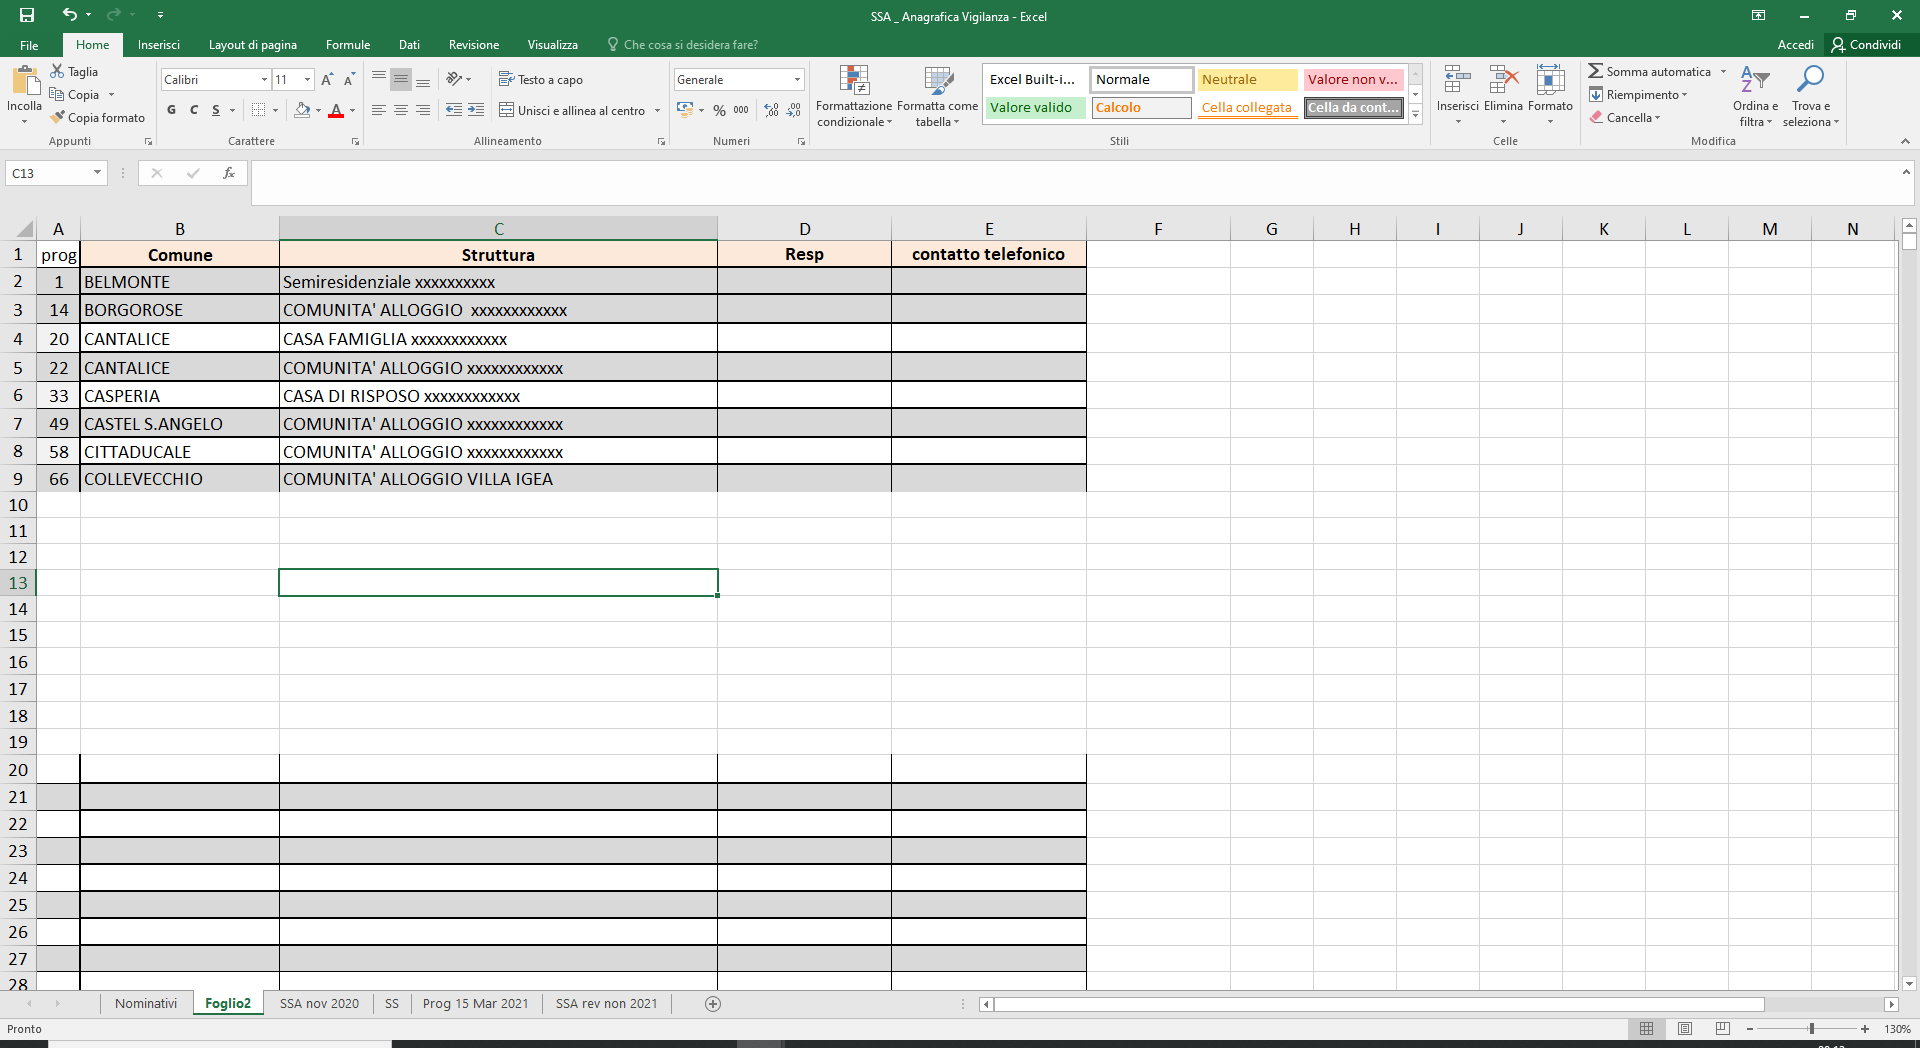 SSA _ Anagrafica Vigilanza - Excel
File Home Inserisci Layout di pagina Formule Dati Revisione Visualizza Che cosa si desidera fare? Accedi Condividi
Incolla
Taglia
Copia
Copia formato
Appunti
Calibri 11
G C S A
Carattere
Testo a capo
Unisci e allinea al centro
Allineamento
Generale
% 000
Numeri
Formattazione condizionale
Formatta come tabella
Excel Built-i... Normale Neutrale Valore non v...
Valore valido Calcolo Cella collegata Cella da cont...
Stili
Inserisci Elimina Formato
Celle
Somma automatica
Riempimento
Cancella
Ordina e filtra
Trova e seleziona
Modifica
C13 fx
A B C D E F G H I J K L M N
1 prog Comune Struttura Resp contatto telefonico
2 1 BELMONTE Semiresidenziale xxxxxxxxxx
3 14 BORGOROSE COMUNITA' ALLOGGIO xxxxxxxxxxxx
4 20 CANTALICE CASA FAMIGLIA xxxxxxxxxxxx
5 22 CANTALICE COMUNITA' ALLOGGIO xxxxxxxxxxxx
6 33 CASPERIA CASA DI RISPOSO xxxxxxxxxxxx
7 49 CASTEL S.ANGELO COMUNITA' ALLOGGIO xxxxxxxxxxxx
8 58 CITTADUCALE COMUNITA' ALLOGGIO xxxxxxxxxxxx
9 66 COLLEVECCHIO COMUNITA' ALLOGGIO VILLA IGEA
10
11
12
13
14
15
16
17
18
19
20
21
22
23
24
25
26
27
28
Nominativi Foglio2 SSA nov 2020 SS Prog 15 Mar 2021 SSA rev non 2021
Pronto 130%